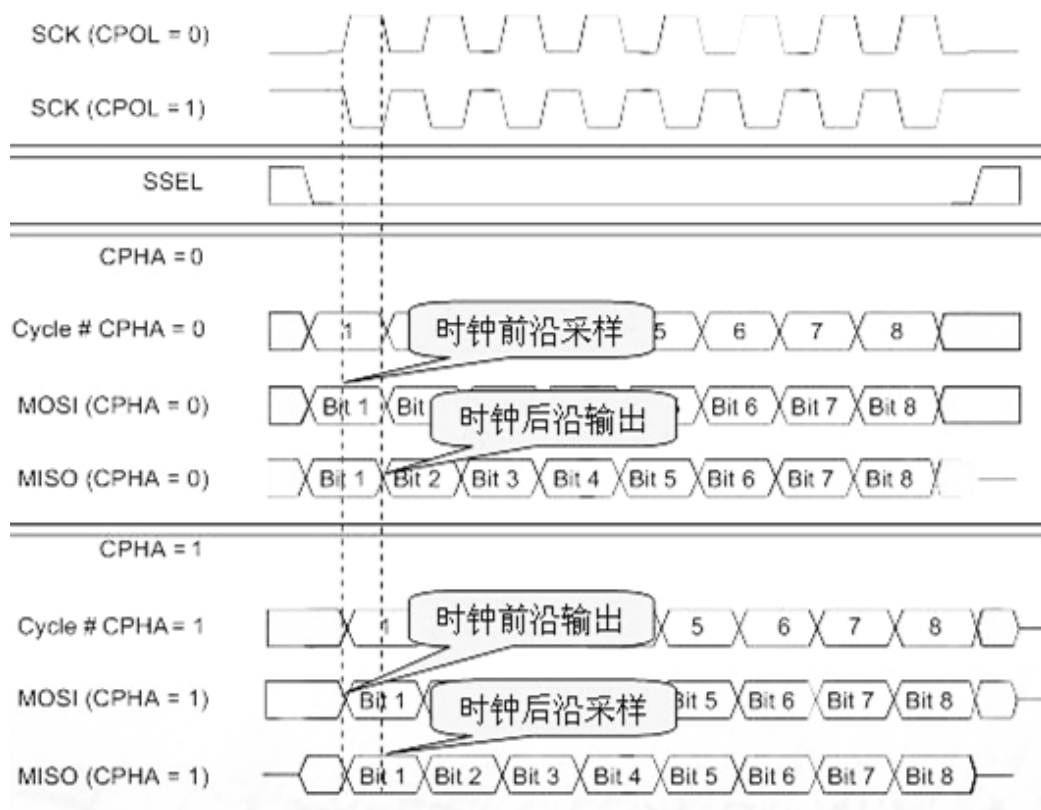 SCK (CPOL = 0)
SCK (CPOL = 1)
SSEL
CPHA = 0
Cycle # CPHA = 0 1 时钟前沿采样 5 6 7 8
MOSI (CPHA = 0) Bit 1 Bit 时钟后沿输出 Bit 6 Bit 7 Bit 8
MISO (CPHA = 0) Bit 1 Bit 2 Bit 3 Bit 4 Bit 5 Bit 6 Bit 7 Bit 8
CPHA = 1
Cycle # CPHA = 1 1 时钟前沿输出 5 6 7 8
MOSI (CPHA = 1) Bit 1 时钟后沿采样 Bit 5 Bit 6 Bit 7 Bit 8
MISO (CPHA = 1) Bit 1 Bit 2 Bit 3 Bit 4 Bit 5 Bit 6 Bit 7 Bit 8